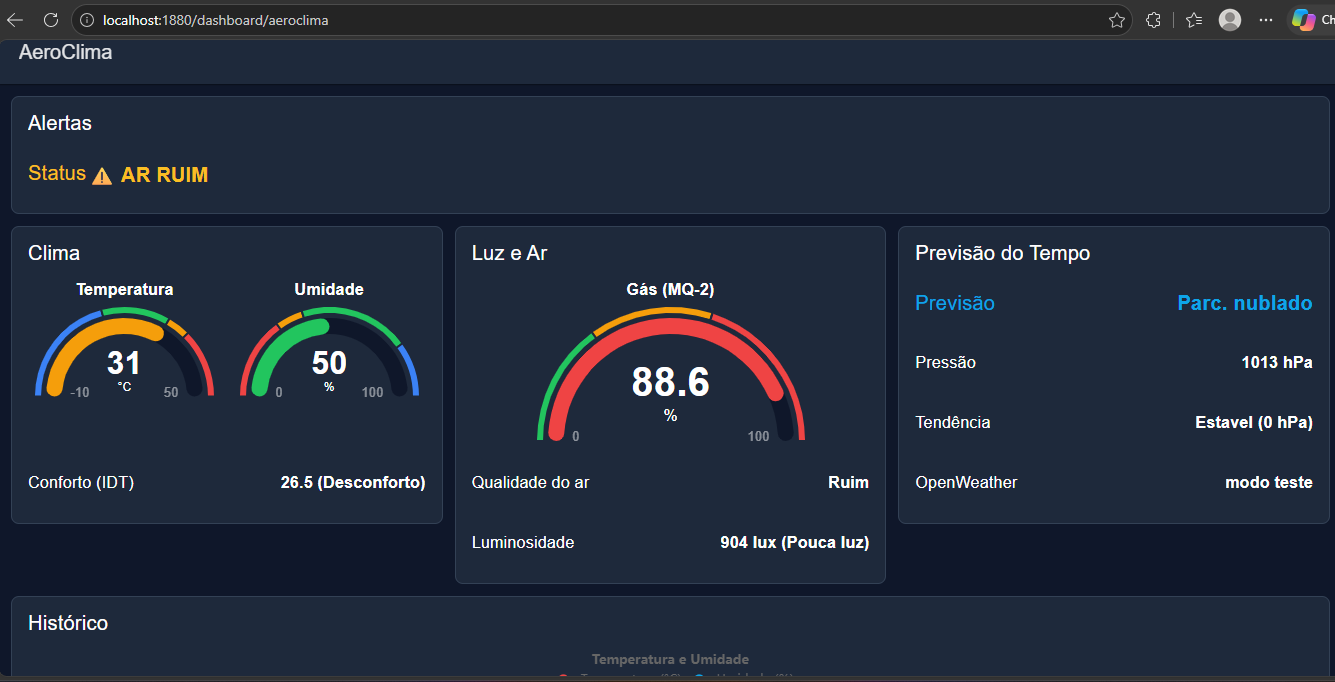 localhost:1880/dashboard/aeroclima
Ch
AeroClima
Alertas
Status ⚠ AR RUIM
Clima
Temperatura
Umidade
31
°C
-10
50
50
%
0
100
Conforto (IDT)
26.5 (Desconforto)
Luz e Ar
Gás (MQ-2)
88.6
%
0
100
Qualidade do ar
Ruim
Luminosidade
904 lux (Pouca luz)
Previsão do Tempo
Previsão
Parc. nublado
Pressão
1013 hPa
Tendência
Estavel (0 hPa)
OpenWeather
modo teste
Histórico
Temperatura e Umidade